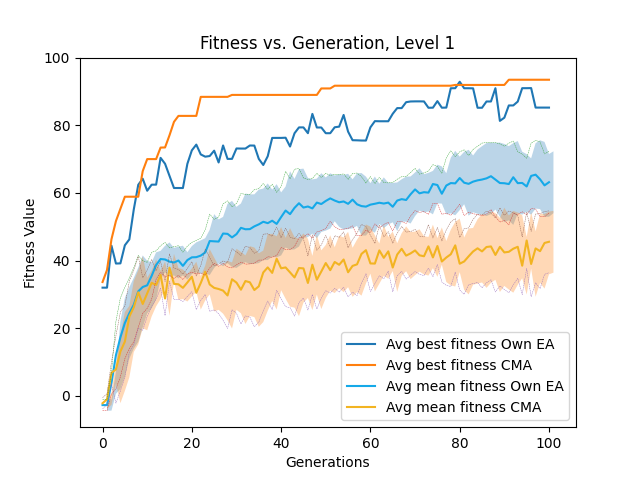 Fitness vs. Generation, Level 1
100
80
60
40
20
0
Fitness Value
0 20 40 60 80 100
Generations
Avg best fitness Own EA
Avg best fitness CMA
Avg mean fitness Own EA
Avg mean fitness CMA